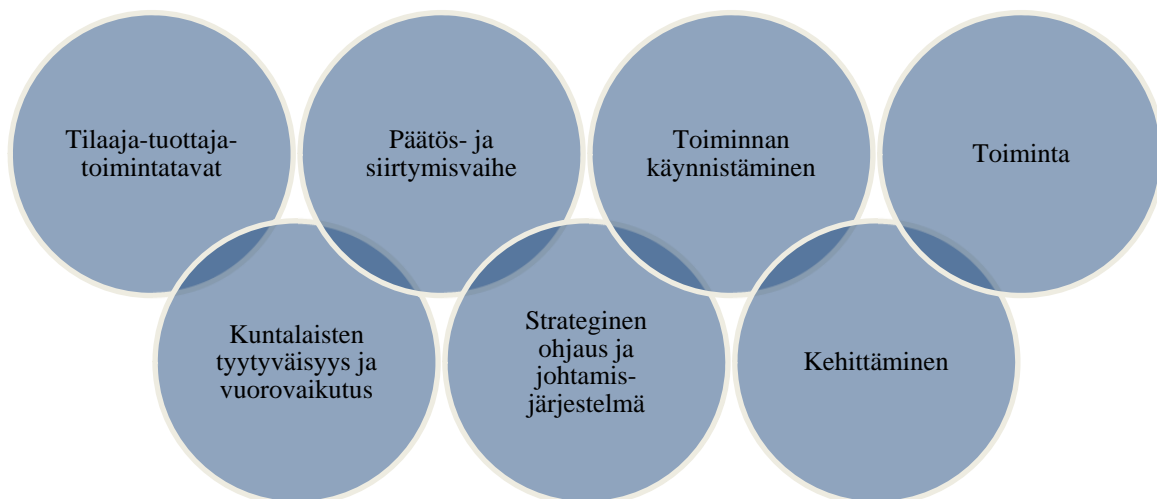 Tilaaja-tuottaja-
toimintatavat
Päätös- ja
siirtymisvaihe
Toiminnan
käynnistäminen
Toiminta
Kuntalaisten
tyytyväisyys ja
vuorovaikutus
Strateginen
ohjaus ja
johtamis-
järjestelmä
Kehittäminen